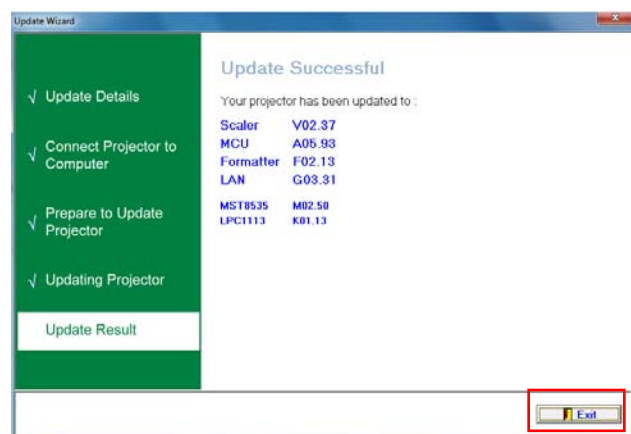 Update Wizard
x
√ Update Details
√ Connect Projector to
Computer
√ Prepare to Update
Projector
√ Updating Projector
Update Result
Update Successful
Your projector has been updated to :
Scaler V02.37
MCU A05.93
Formatter F02.13
LAN G03.31
MST8535 M02.50
LPC1113 K01.13
Exit